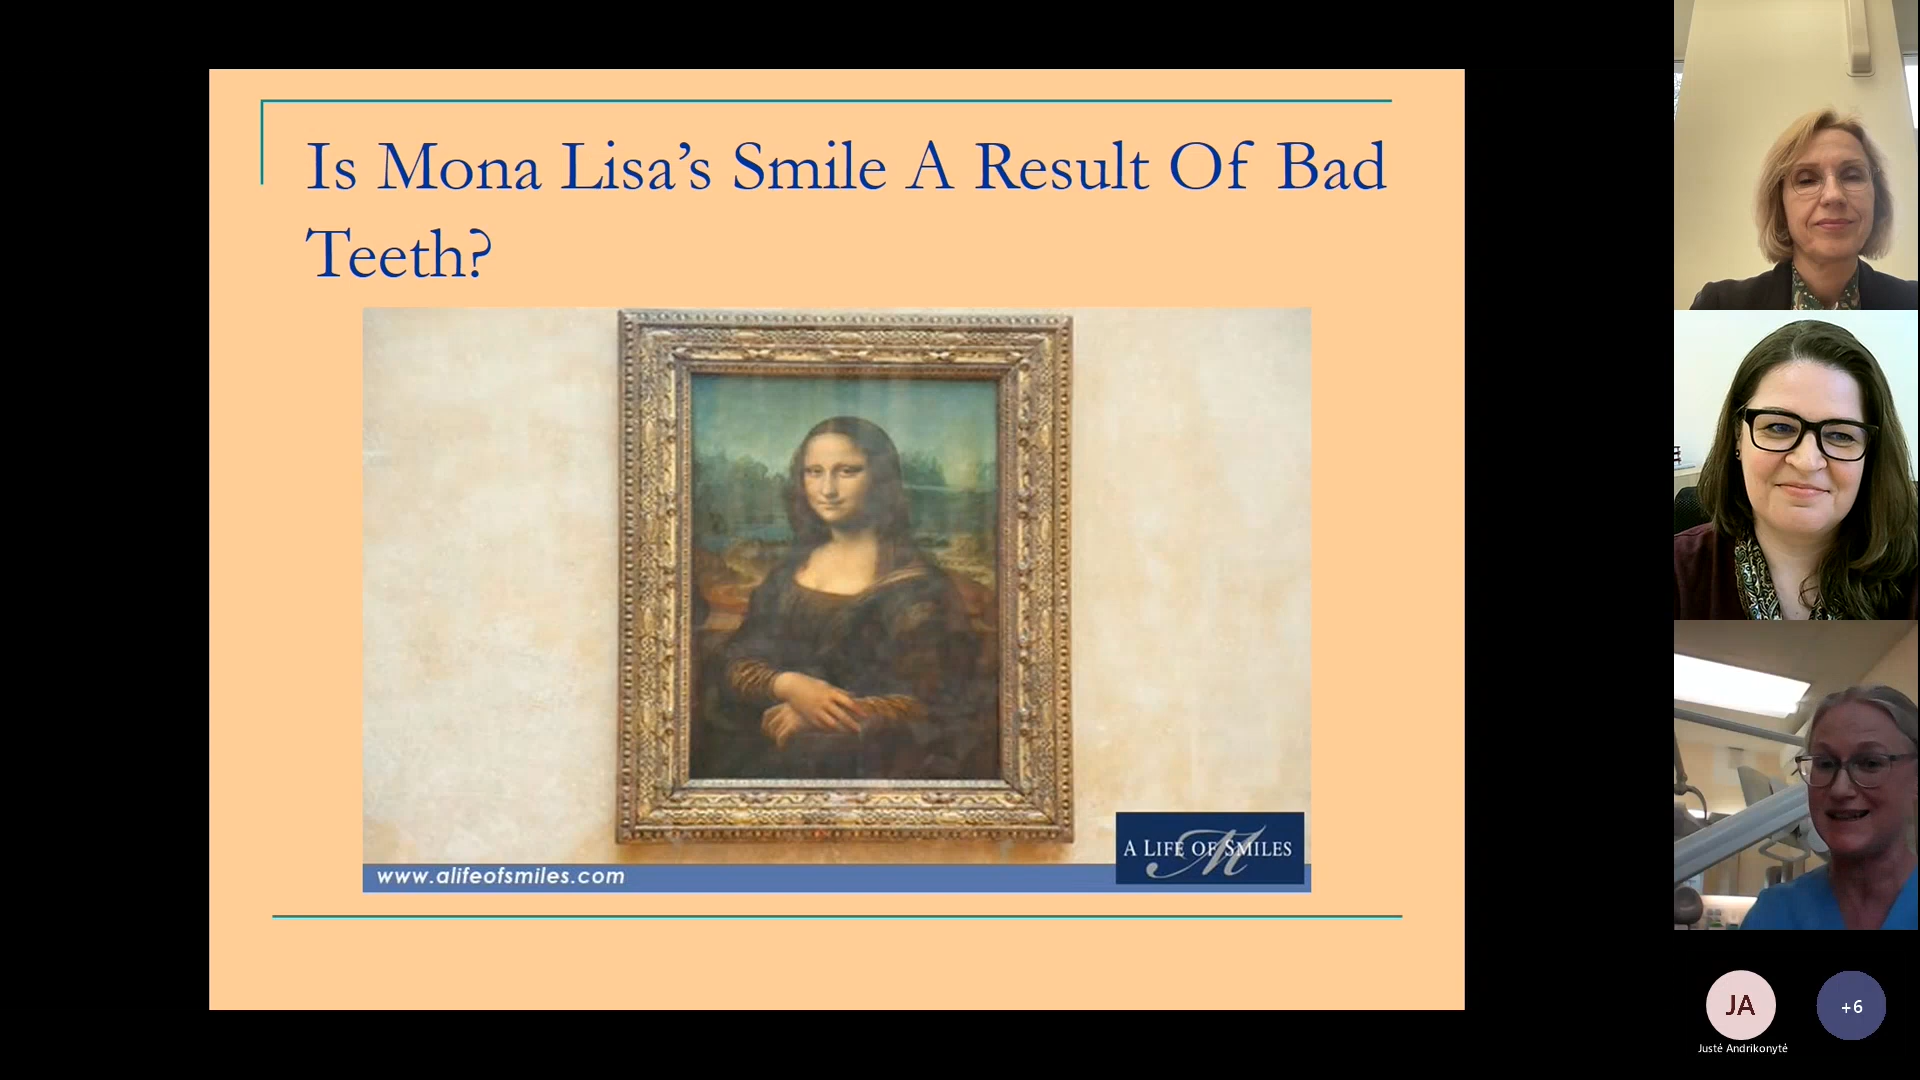 Is Mona Lisa’s Smile A Result Of Bad
Teeth?
A LIFE OF SMILES
M
www.alifeofsmiles.com
JA
+6
Justė Andrikonytė